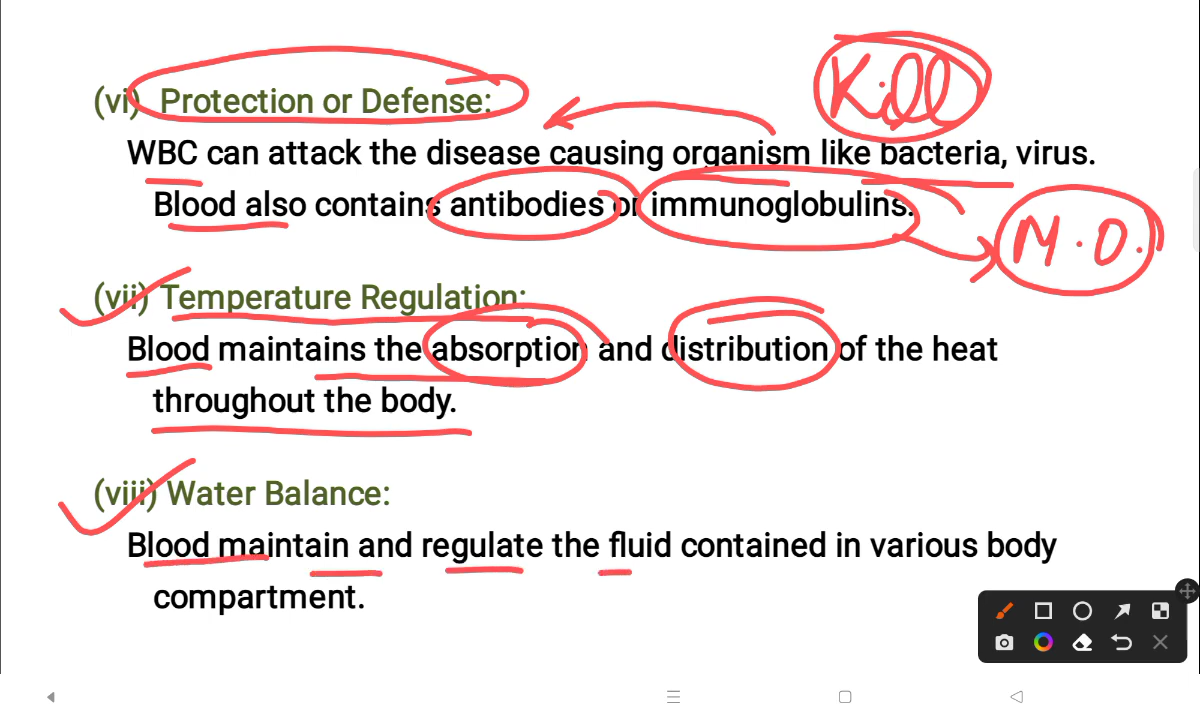 Kill
(vi) Protection or Defense:
WBC can attack the disease causing organism like bacteria, virus.
Blood also contains antibodies or immunoglobulins.
M.O.
(vii) Temperature Regulation:
Blood maintains the absorption and distribution of the heat
throughout the body.
(viii) Water Balance:
Blood maintain and regulate the fluid contained in various body
compartment.